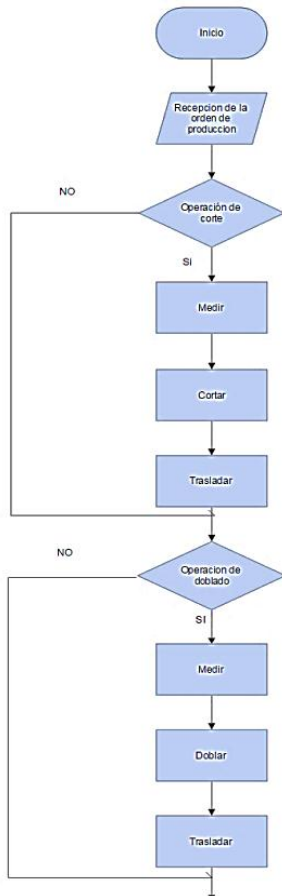 Inicio
Recepcion de la
orden de
produccion
NO
Operación de
corte
Si
Medir
Cortar
Trasladar
NO
Operacion de
doblado
SI
Medir
Doblar
Trasladar